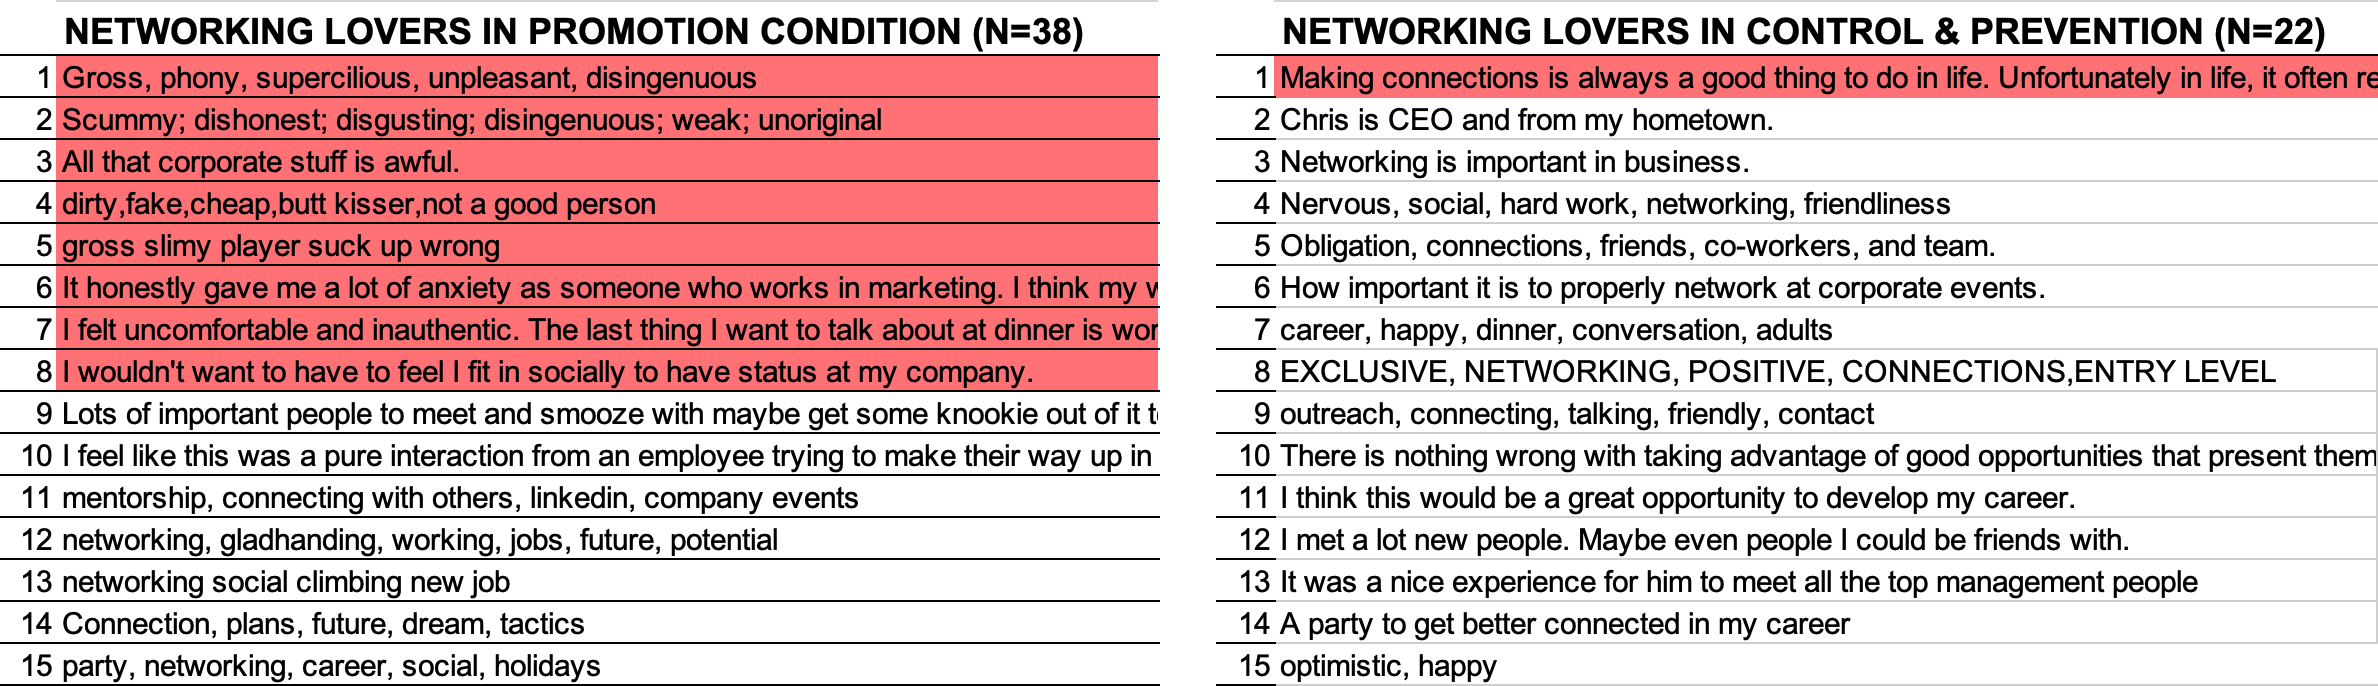 NETWORKING LOVERS IN PROMOTION CONDITION (N=38)
1 Gross, phony, supercilious, unpleasant, disingenuous
2 Scummy; dishonest; disgusting; disingenuous; weak; unoriginal
3 All that corporate stuff is awful.
4 dirty,fake,cheap,butt kisser,not a good person
5 gross slimy player suck up wrong
6 It honestly gave me a lot of anxiety as someone who works in marketing. I think my
7 I felt uncomfortable and inauthentic. The last thing I want to talk about at dinner is
8 I wouldn't want to have to feel I fit in socially to have status at my company.
9 Lots of important people to meet and smooze with maybe get some knookie out of it
10 I feel like this was a pure interaction from an employee trying to make their way up in
11 mentorship, connecting with others, linkedin, company events
12 networking, gladhanding, working, jobs, future, potential
13 networking social climbing new job
14 Connection, plans, future, dream, tactics
15 party, networking, career, social, holidays
NETWORKING LOVERS IN CONTROL & PREVENTION (N=22)
1 Making connections is always a good thing to do in life. Unfortunately in life, it often
2 Chris is CEO and from my hometown.
3 Networking is important in business.
4 Nervous, social, hard work, networking, friendliness
5 Obligation, connections, friends, co-workers, and team.
6 How important it is to properly network at corporate events.
7 career, happy, dinner, conversation, adults
8 EXCLUSIVE, NETWORKING, POSITIVE, CONNECTIONS,ENTRY LEVEL
9 outreach, connecting, talking, friendly, contact
10 There is nothing wrong with taking advantage of good opportunities that present
11 I think this would be a great opportunity to develop my career.
12 I met a lot new people. Maybe even people I could be friends with.
13 It was a nice experience for him to meet all the top management people
14 A party to get better connected in my career
15 optimistic, happy